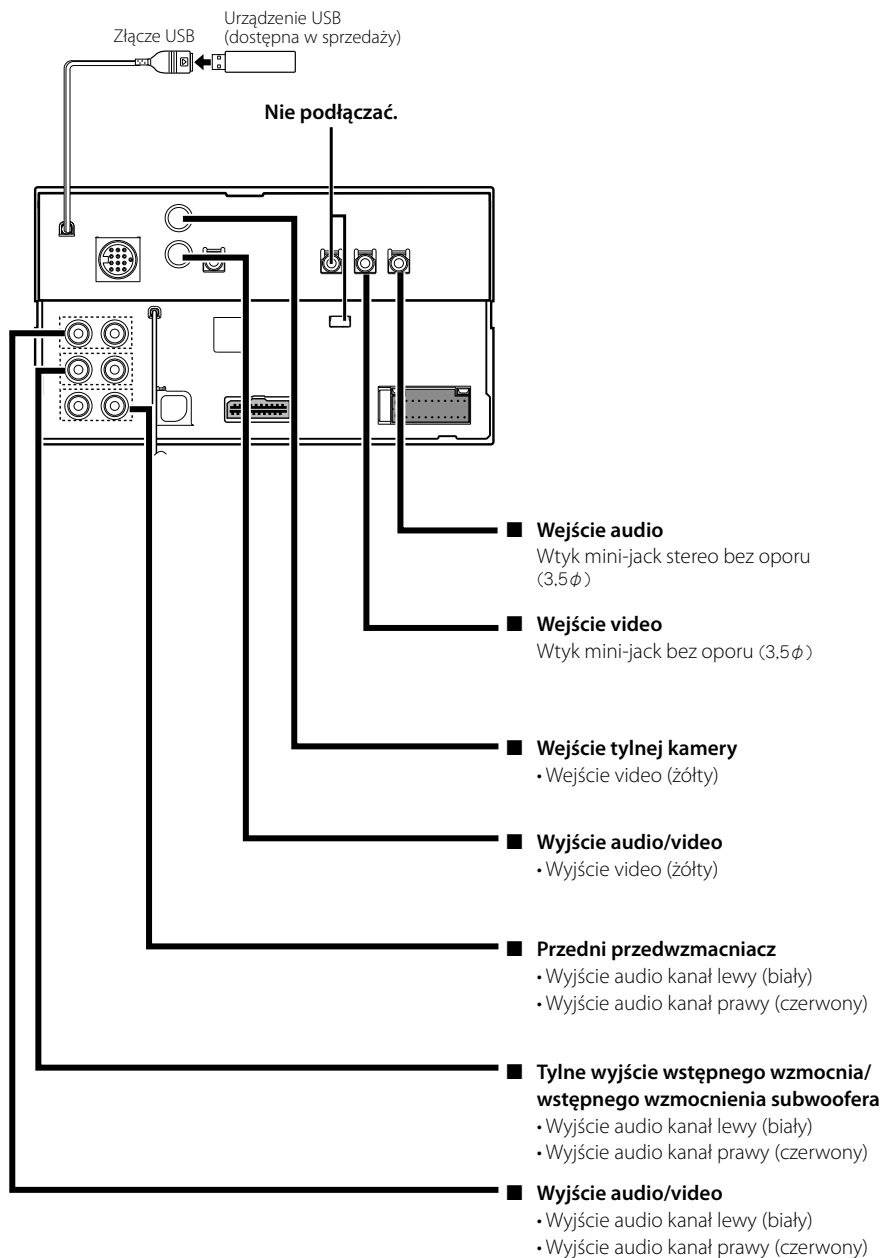 Urządzenie USB
(dostępna w sprzedaży)
Złącze USB
Nie podłączać.
■ Wejście audio
Wtyk mini-jack stereo bez oporu
(3,5ϕ)
■ Wejście video
Wtyk mini-jack bez oporu (3,5ϕ)
■ Wejście tylnej kamery
• Wejście video (żółty)
■ Wyjście audio/video
• Wyjście video (żółty)
■ Przedni przedwzmacniacz
• Wyjście audio kanał lewy (biały)
• Wyjście audio kanał prawy (czerwony)
■ Tylne wyjście wstępnego wzmocnia/
wstępnego wzmocnienia subwoofera
• Wyjście audio kanał lewy (biały)
• Wyjście audio kanał prawy (czerwony)
■ Wyjście audio/video
• Wyjście audio kanał lewy (biały)
• Wyjście audio kanał prawy (czerwony)